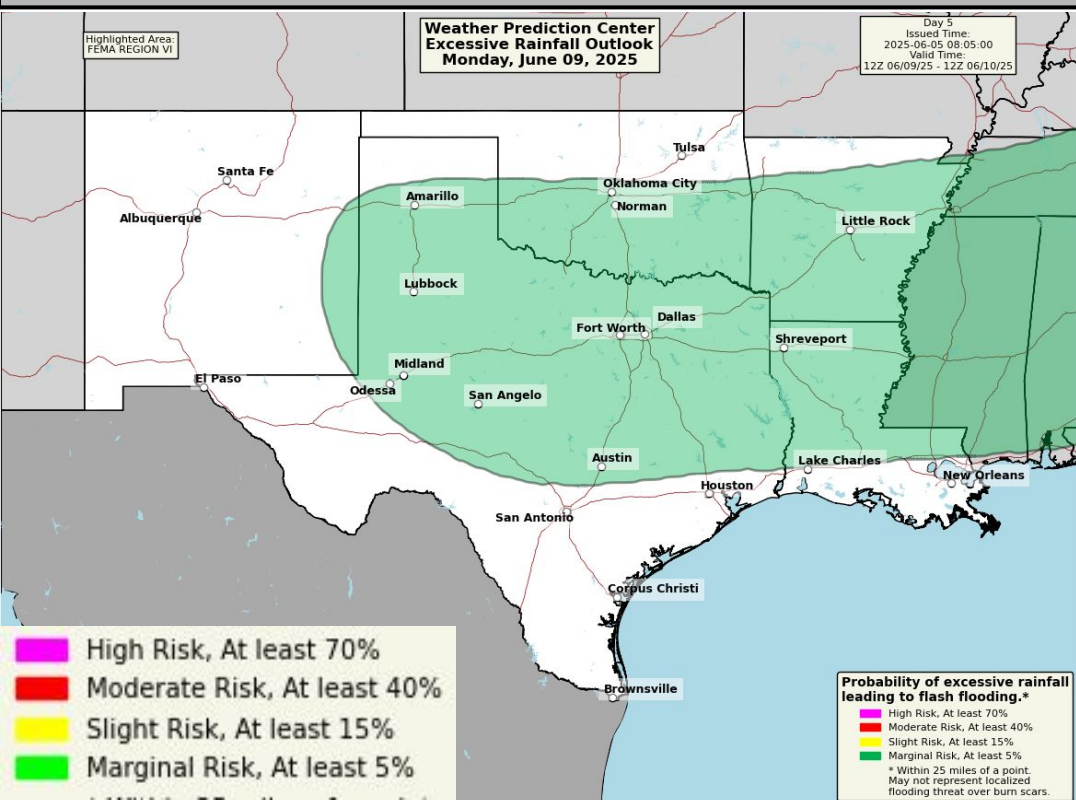 Highlighted Area:
FEMA REGION VI
Weather Prediction Center
Excessive Rainfall Outlook
Monday, June 09, 2025
Day 5
Issued Time:
2025-06-05 08:05:00
Valid Time:
12Z 06/09/25 - 12Z 06/10/25
Tulsa
Santa Fe
Oklahoma City
Amarillo
Norman
Albuquerque
Little Rock
Lubbock
Dallas
Fort Worth
Shreveport
Midland
El Paso
Odessa
San Angelo
Austin
Lake Charles
New Orleans
Houston
San Antonio
Corpus Christi
Brownsville
High Risk, At least 70%
Moderate Risk, At least 40%
Slight Risk, At least 15%
Marginal Risk, At least 5%
Probability of excessive rainfall
leading to flash flooding.*
High Risk, At least 70%
Moderate Risk, At least 40%
Slight Risk, At least 15%
Marginal Risk, At least 5%
* Within 25 miles of a point.
May not represent localized
flooding threat over burn scars.